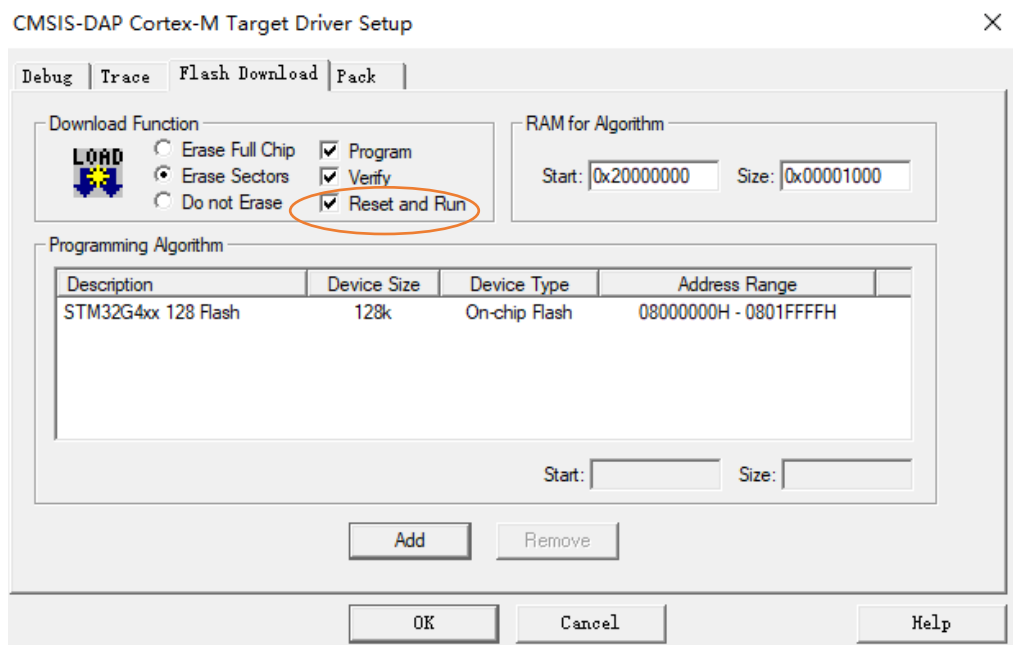 CMSIS-DAP Cortex-M Target Driver Setup
Debug Trace Flash Download Pack
Download Function
LOAD
Erase Full Chip
Erase Sectors
Do not Erase
Program
Verify
Reset and Run
RAM for Algorithm
Start: 0x20000000 Size: 0x00001000
Programming Algorithm
Description Device Size Device Type Address Range
STM32G4xx 128 Flash 128k On-chip Flash 08000000H - 0801FFFFH
Start: Size:
Add Remove
OK Cancel Help